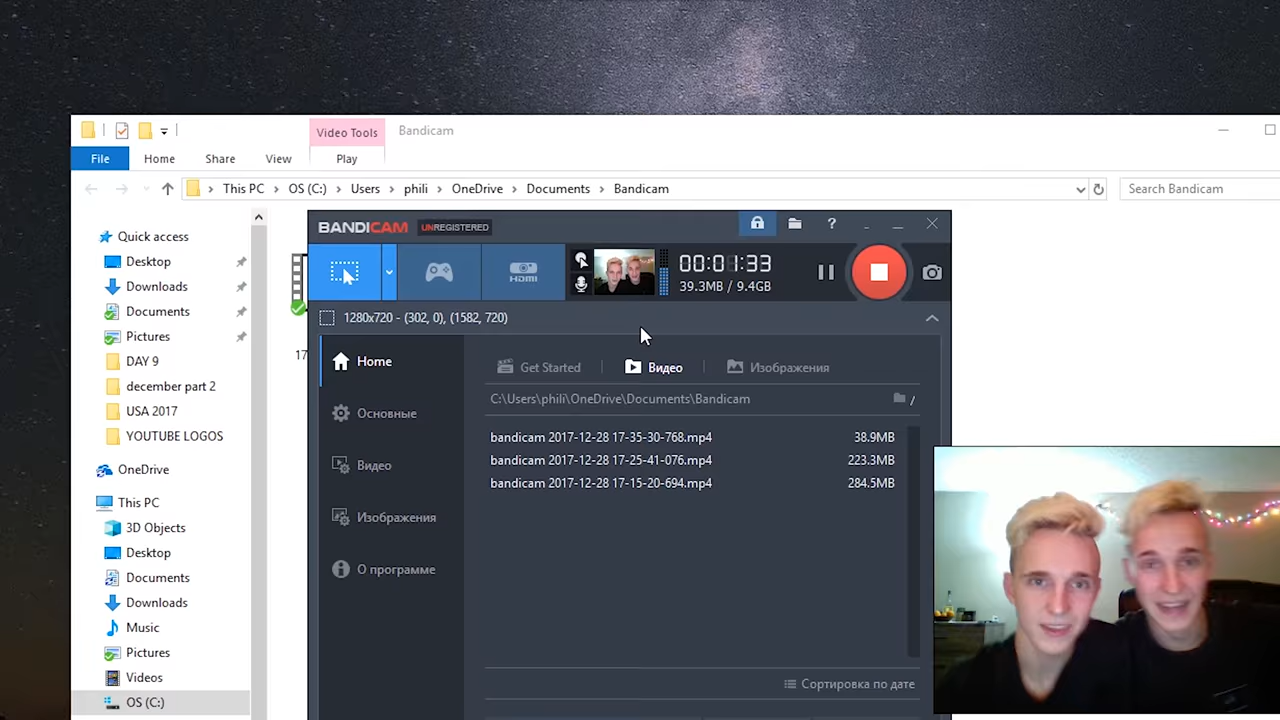 Video Tools
Bandicam
File
Home
Share
View
Play
This PC
OS (C:)
Users
phili
OneDrive
Documents
Bandicam
Search Bandicam
Quick access
Desktop
Downloads
Documents
Pictures
DAY 9
december part 2
USA 2017
YOUTUBE LOGOS
OneDrive
This PC
3D Objects
Desktop
Documents
Downloads
Music
Pictures
Videos
OS (C:)
17
BANDICAM
UNREGISTERED
?
HDMI
00:01:33
39.3MB / 9.4GB
1280x720 - (302, 0), (1582, 720)
Home
Основные
Видео
Изображения
О программе
Get Started
Видео
Изображения
C:\Users\phili\OneDrive\Documents\Bandicam
/
bandicam 2017-12-28 17-35-30-768.mp4 38.9MB
bandicam 2017-12-28 17-25-41-076.mp4 223.3MB
bandicam 2017-12-28 17-15-20-694.mp4 284.5MB
Сортировка по дате